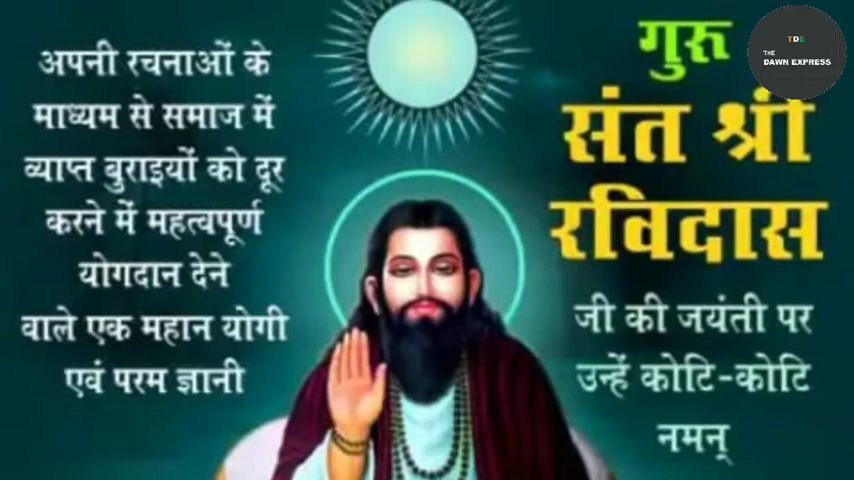 अपनी रचनाओं के
माध्यम से समाज में
व्याप्त बुराइयों को दूर
करने में महत्वपूर्ण
योगदान देने
वाले एक महान योगी
एवं परम ज्ञानी
गुरू
संत श्री
रविदास
जी की जयंती पर
उन्हें कोटि-कोटि
नमन्
TDE
THE
DAWN EXPRESS